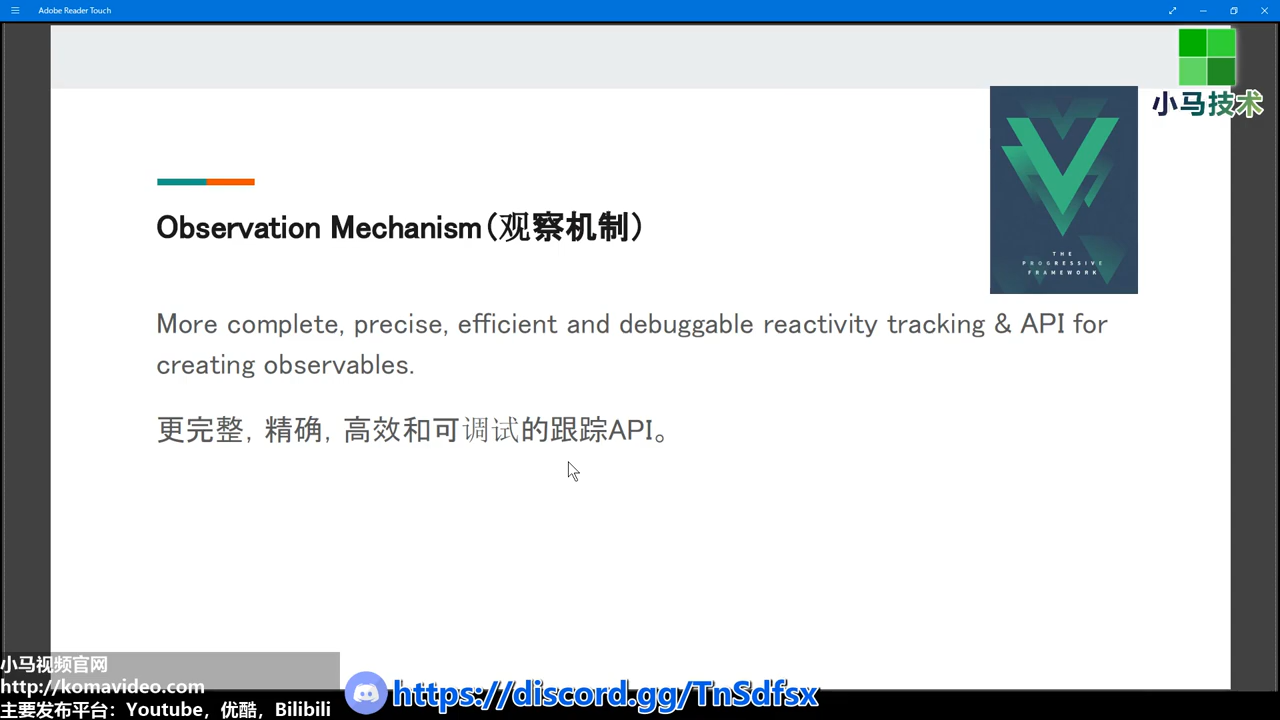 Adobe Reader Touch
小马技术
THE
PROGRESSIVE
FRAMEWORK
Observation Mechanism(观察机制)
More complete, precise, efficient and debuggable reactivity tracking & API for
creating observables.
更完整, 精确, 高效和可调试的跟踪API。
小马视频官网
http://komavideo.com
主要发布平台：Youtube，优酷，Bilibili
https://discord.gg/TnSdfsx